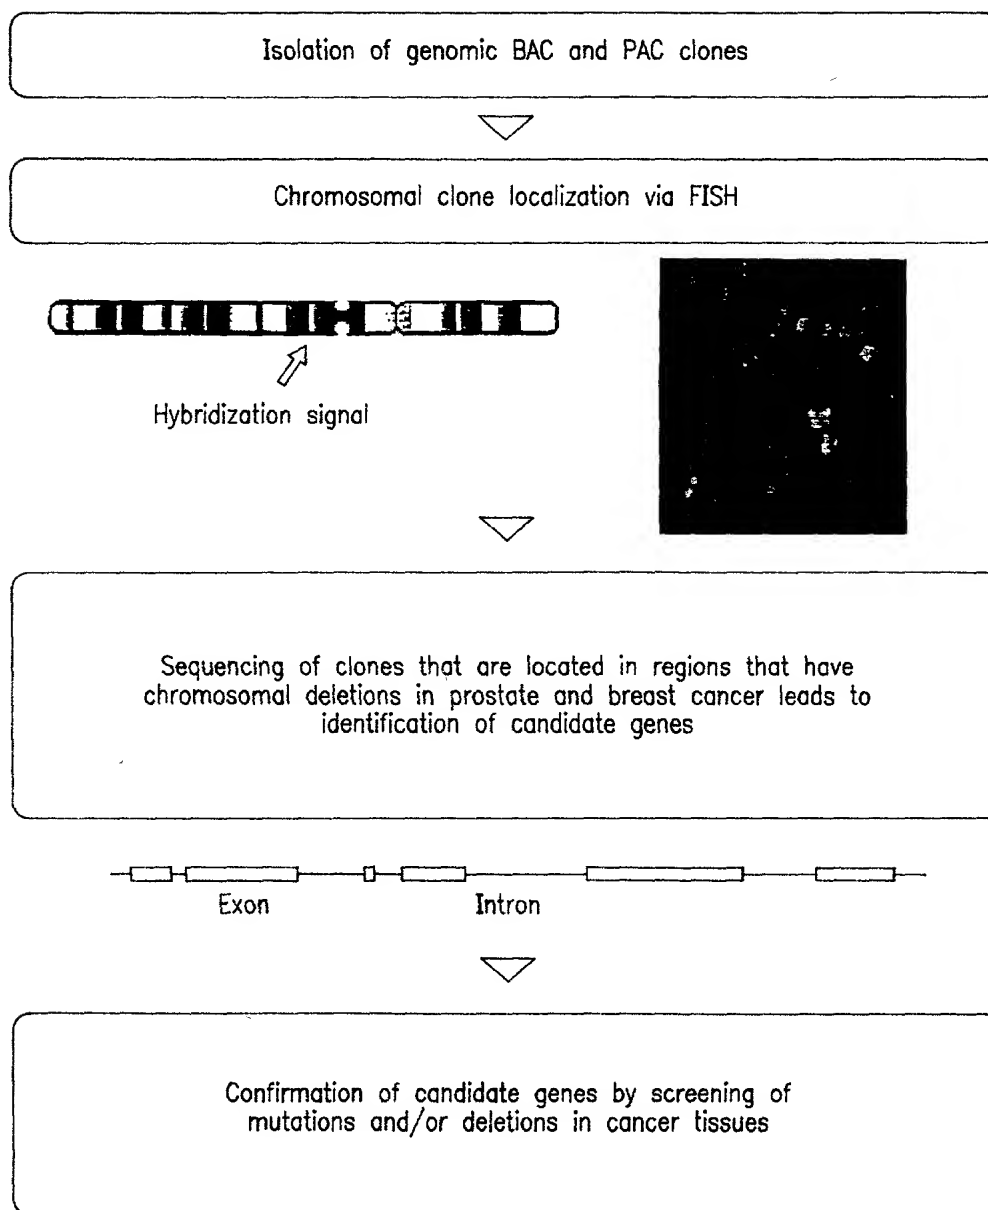 Isolation of genomic BAC and PAC clones
Chromosomal clone localization via FISH
Hybridization signal
Sequencing of clones that are located in regions that have
chromosomal deletions in prostate and breast cancer leads to
identification of candidate genes
Exon Intron
Confirmation of candidate genes by screening of
mutations and/or deletions in cancer tissues